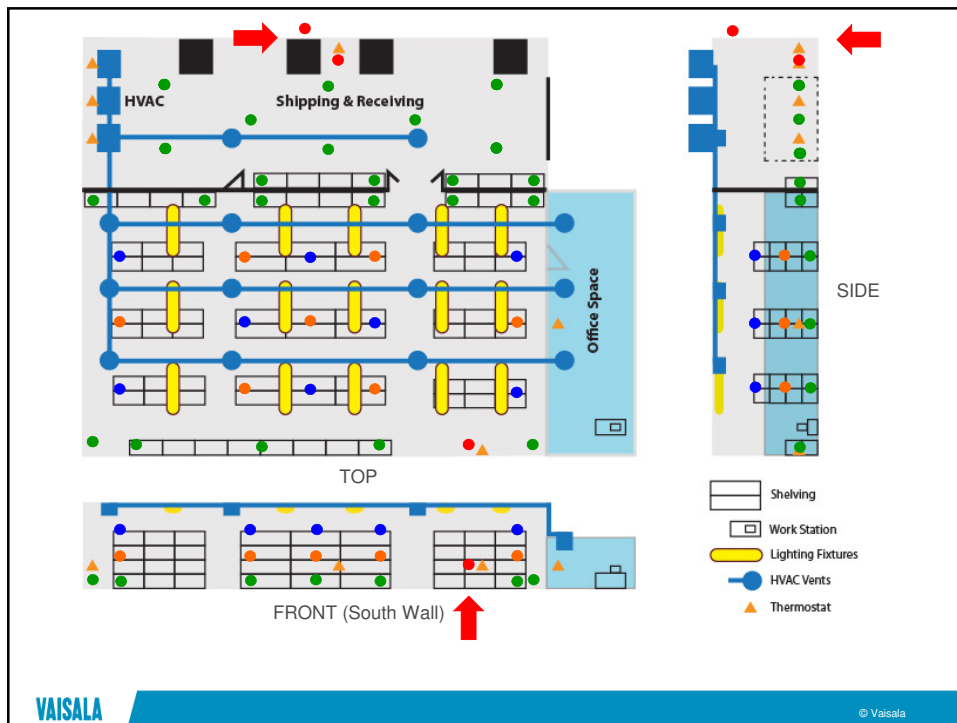 HVAC
Shipping & Receiving
Office Space
SIDE
TOP
Shelving
Work Station
Lighting Fixtures
HVAC Vents
Thermostat
FRONT (South Wall)
VAISALA
© Vaisala